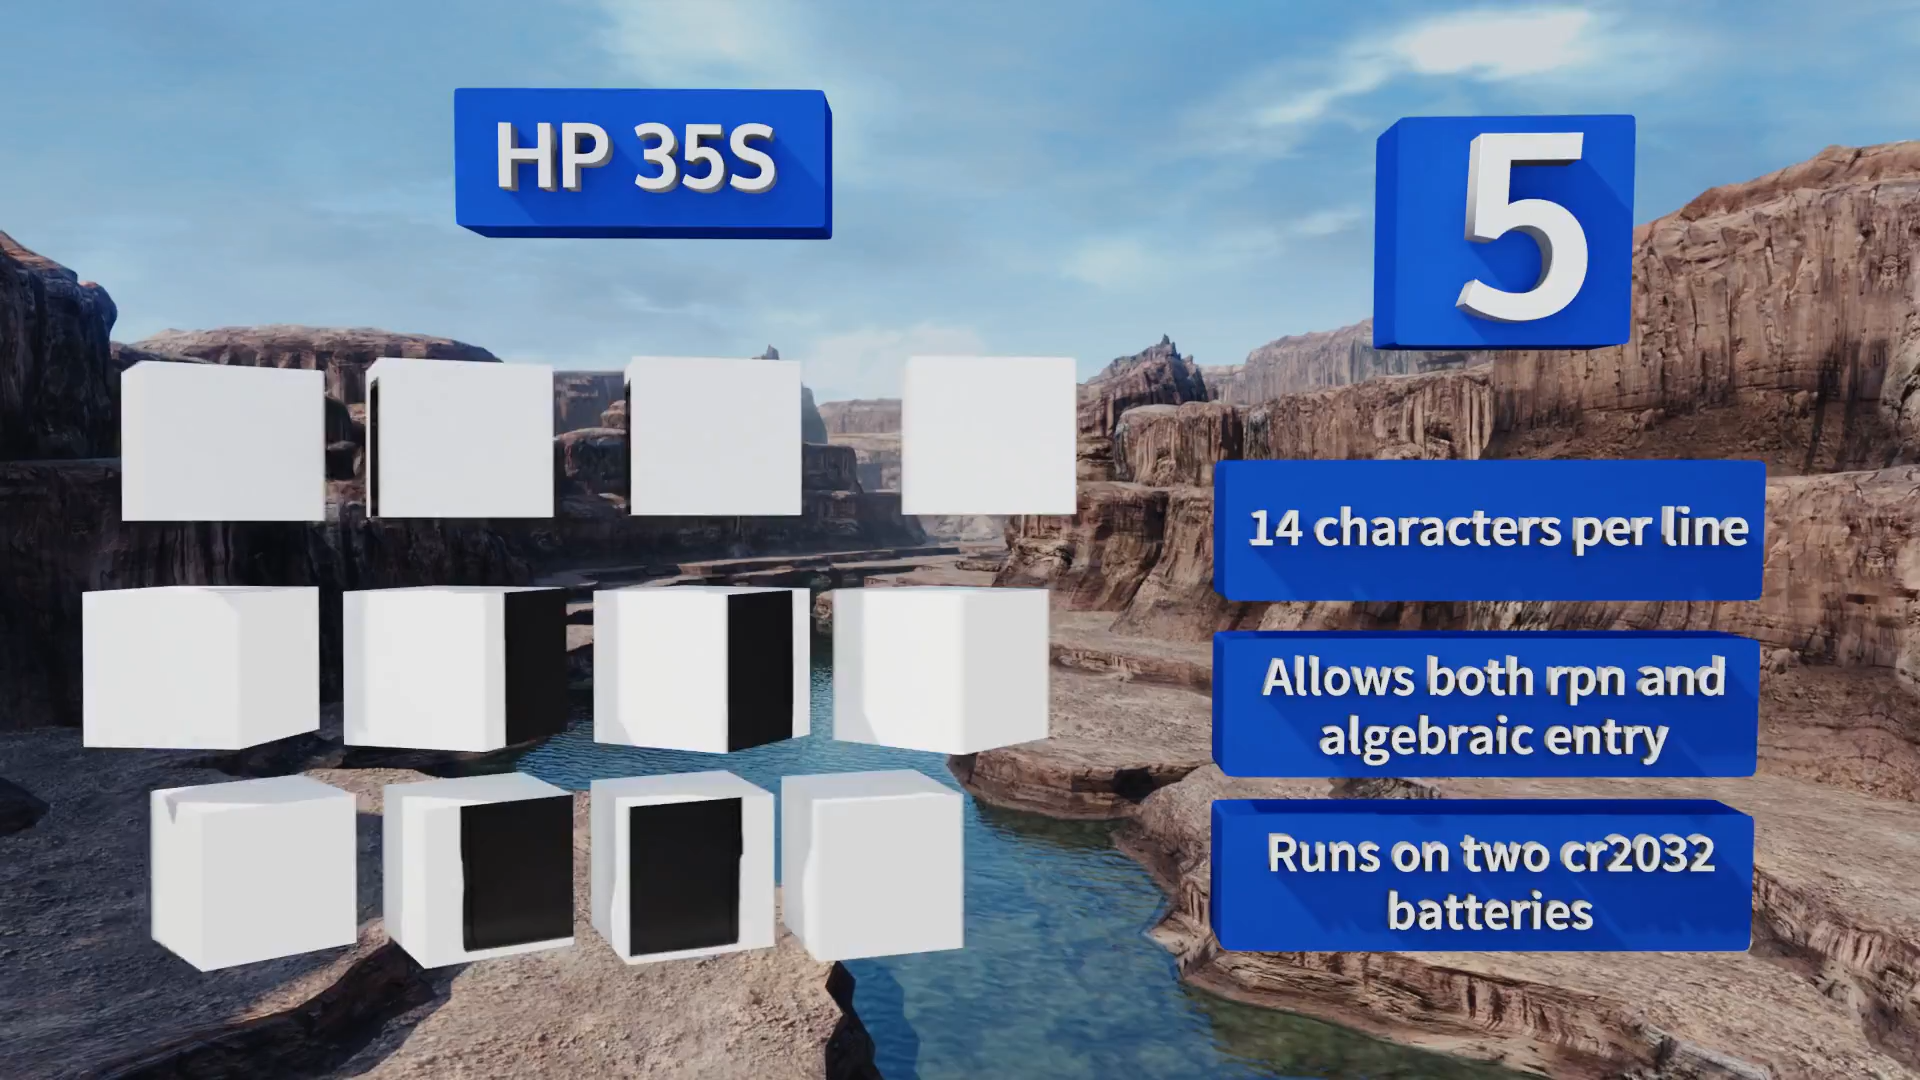 HP 35S
5
14 characters per line
Allows both rpn and
algebraic entry
Runs on two cr2032
batteries